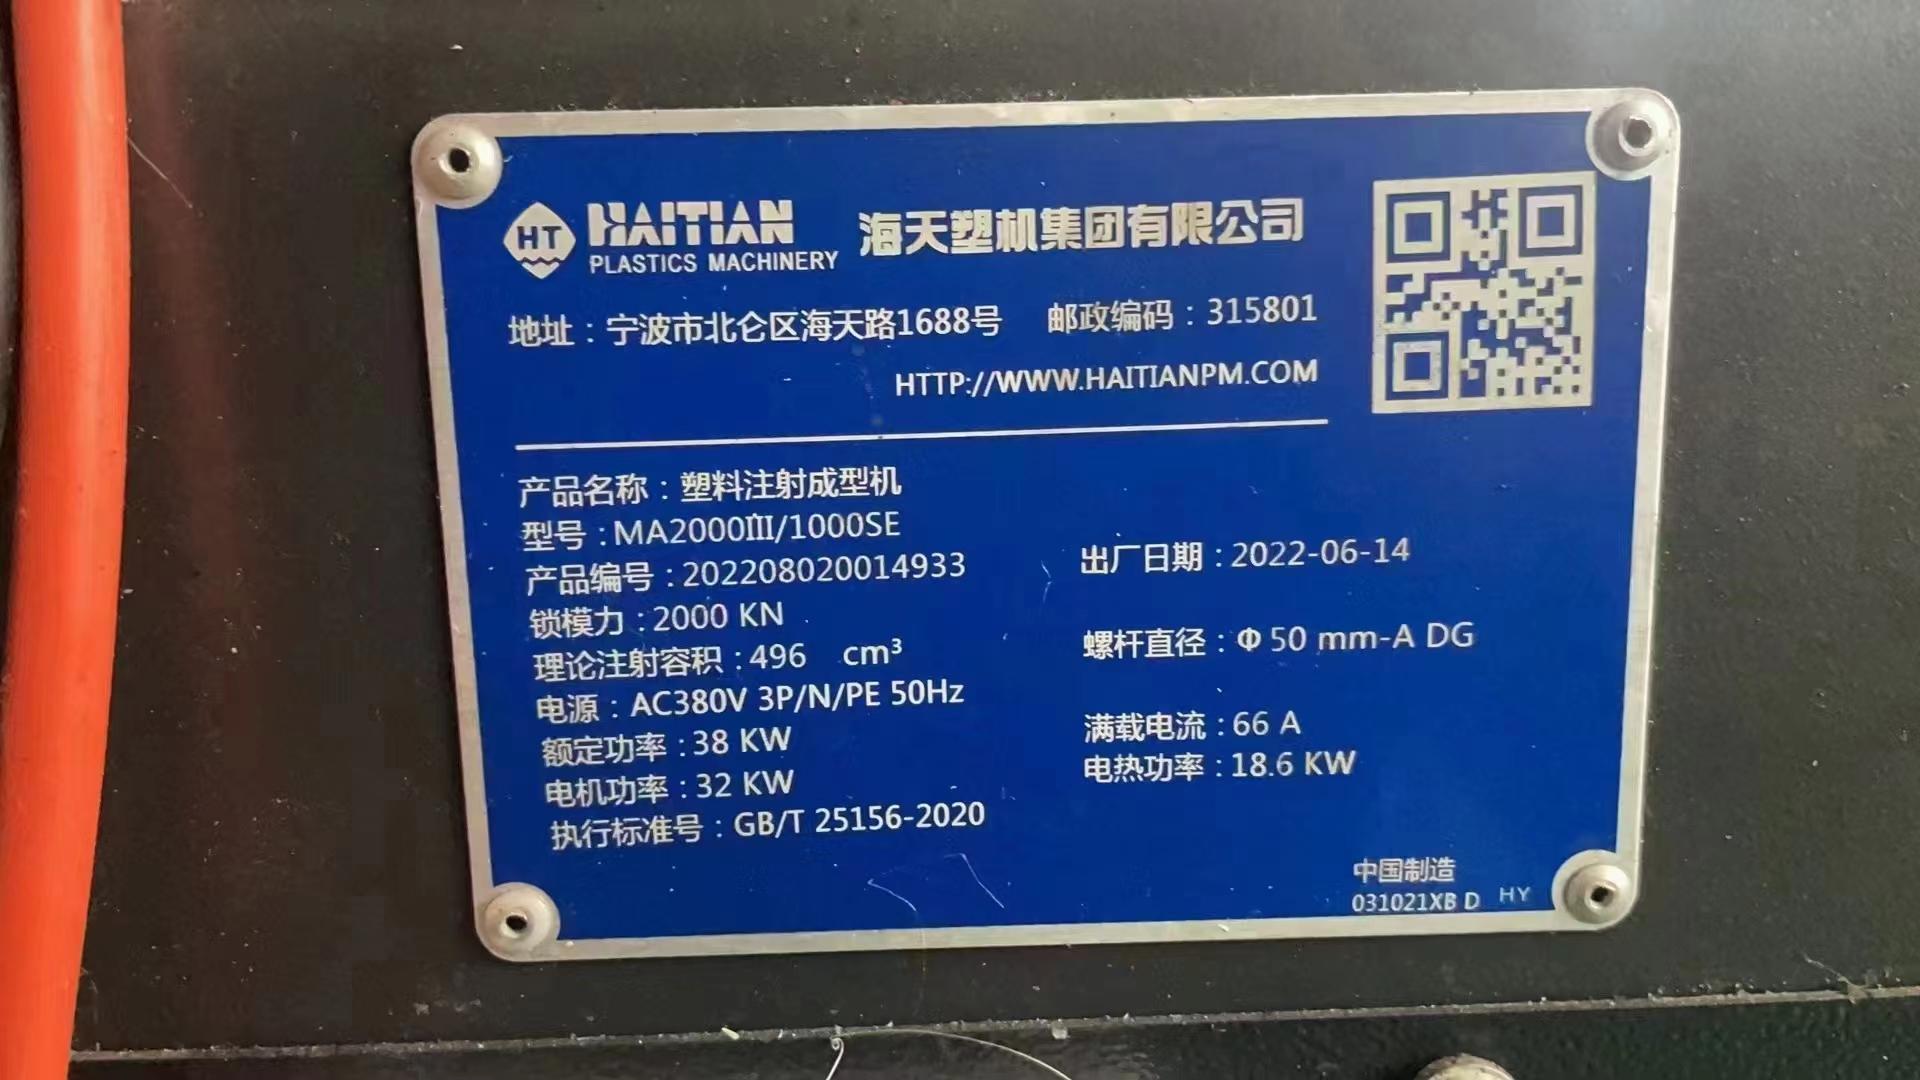 HT HAITIAN
PLASTICS MACHINERY
海天塑机集团有限公司
地址：宁波市北仑区海天路1688号 邮政编码：315801
HTTP://WWW.HAITIANPM.COM
产品名称：塑料注射成型机
型号：MA2000Ⅲ/1000SE
产品编号：202208020014933 出厂日期：2022-06-14
锁模力：2000 KN
理论注射容积：496 cm³ 螺杆直径：Φ 50 mm-A DG
电源：AC380V 3P/N/PE 50Hz
额定功率：38 KW 满载电流：66 A
电机功率：32 KW 电热功率：18.6 KW
执行标准号：GB/T 25156-2020
中国制造
031021XB D HY